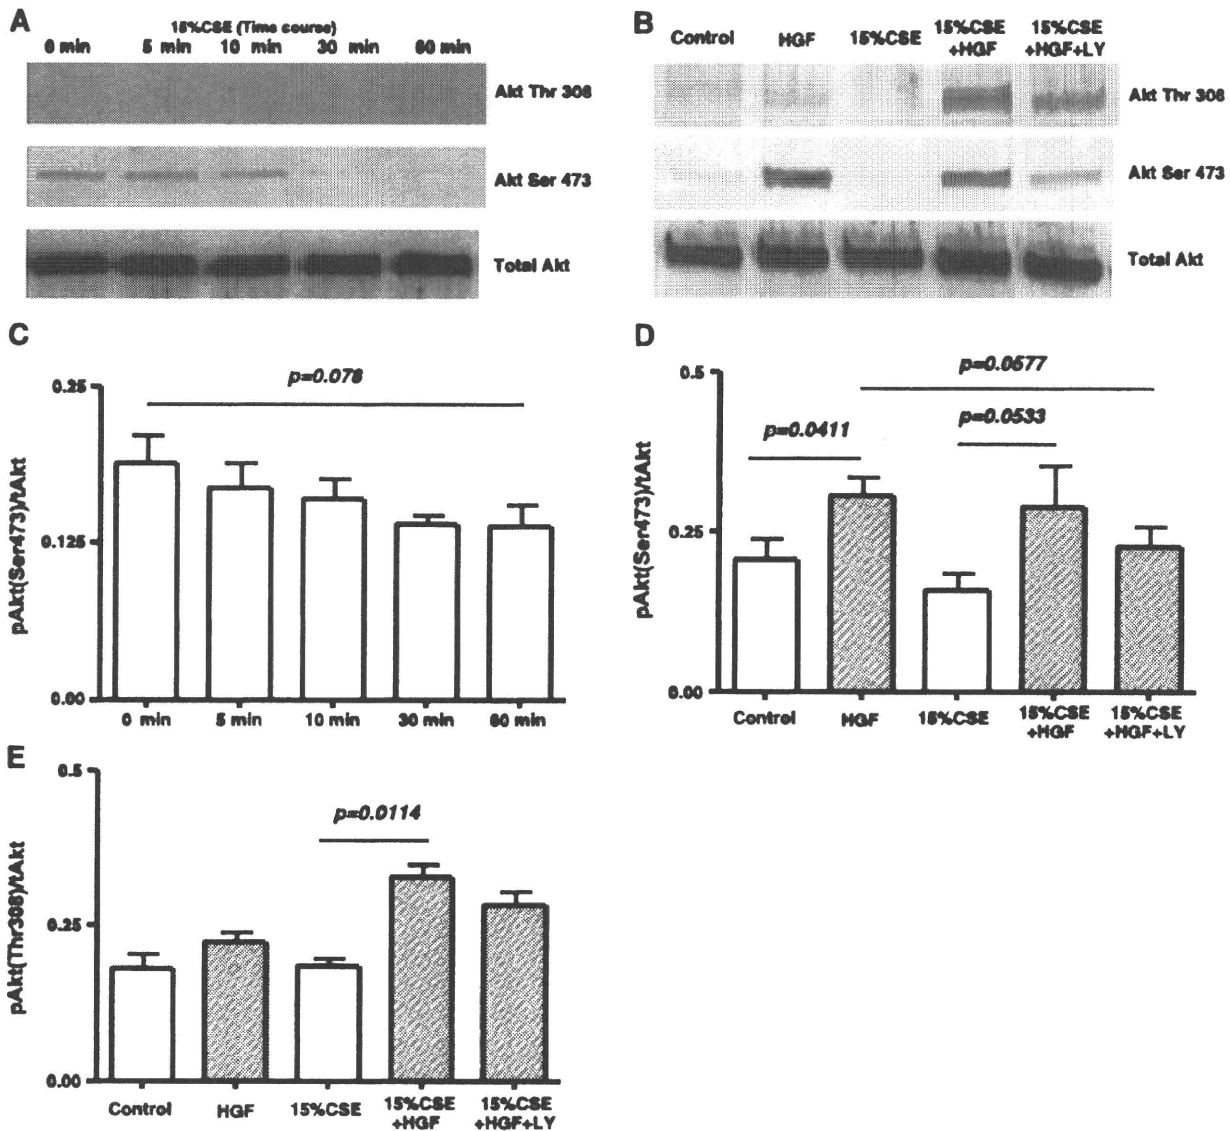 A
15%CSE (Time course)
0 min 5 min 10 min 30 min 60 min
Akt Thr 308
Akt Ser 473
Total Akt
B
Control HGF 15%CSE 15%CSE +HGF 15%CSE +HGF+LY
Akt Thr 308
Akt Ser 473
Total Akt
C
p=0.078
0.25
0.125
0.00
pAkt(Ser473)/tAkt
0 min 5 min 10 min 30 min 60 min
D
p=0.0577
p=0.0411
p=0.0533
0.5
0.25
0.00
pAkt(Ser473)/tAkt
Control HGF 15%CSE 15%CSE +HGF 15%CSE +HGF+LY
E
p=0.0114
0.5
0.25
0.00
pAkt(Thr308)/tAkt
Control HGF 15%CSE 15%CSE +HGF 15%CSE +HGF+LY